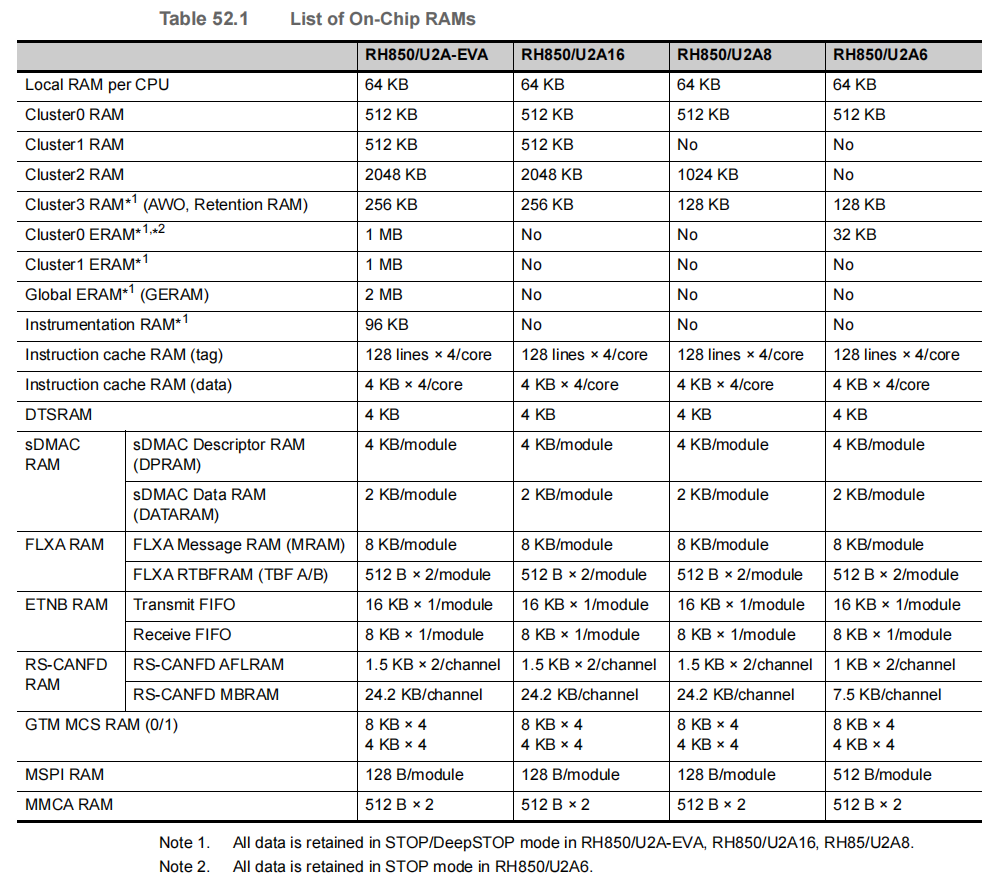 Table 52.1 List of On-Chip RAMs
RH850/U2A-EVA RH850/U2A16 RH850/U2A8 RH850/U2A6
Local RAM per CPU 64 KB 64 KB 64 KB 64 KB
Cluster0 RAM 512 KB 512 KB 512 KB 512 KB
Cluster1 RAM 512 KB 512 KB No No
Cluster2 RAM 2048 KB 2048 KB 1024 KB No
Cluster3 RAM*1 (AWO, Retention RAM) 256 KB 256 KB 128 KB 128 KB
Cluster0 ERAM*1,*2 1 MB No No 32 KB
Cluster1 ERAM*1 1 MB No No No
Global ERAM*1 (GERAM) 2 MB No No No
Instrumentation RAM*1 96 KB No No No
Instruction cache RAM (tag) 128 lines × 4/core 128 lines × 4/core 128 lines × 4/core 128 lines × 4/core
Instruction cache RAM (data) 4 KB × 4/core 4 KB × 4/core 4 KB × 4/core 4 KB × 4/core
DTSRAM 4 KB 4 KB 4 KB 4 KB
sDMAC sDMAC Descriptor RAM 4 KB/module 4 KB/module 4 KB/module 4 KB/module
RAM (DPRAM)
sDMAC Data RAM 2 KB/module 2 KB/module 2 KB/module 2 KB/module
(DATARAM)
FLXA RAM FLXA Message RAM (MRAM) 8 KB/module 8 KB/module 8 KB/module 8 KB/module
FLXA RTBFRAM (TBF A/B) 512 B × 2/module 512 B × 2/module 512 B × 2/module 512 B × 2/module
ETNB RAM Transmit FIFO 16 KB × 1/module 16 KB × 1/module 16 KB × 1/module 16 KB × 1/module
Receive FIFO 8 KB × 1/module 8 KB × 1/module 8 KB × 1/module 8 KB × 1/module
RS-CANFD RS-CANFD AFLRAM 1.5 KB × 2/channel 1.5 KB × 2/channel 1.5 KB × 2/channel 1 KB × 2/channel
RAM RS-CANFD MBRAM 24.2 KB/channel 24.2 KB/channel 24.2 KB/channel 7.5 KB/channel
GTM MCS RAM (0/1) 8 KB × 4 8 KB × 4 8 KB × 4 8 KB × 4
4 KB × 4 4 KB × 4 4 KB × 4 4 KB × 4
MSPI RAM 128 B/module 128 B/module 128 B/module 512 B/module
MMCA RAM 512 B × 2 512 B × 2 512 B × 2 512 B × 2
Note 1. All data is retained in STOP/DeepSTOP mode in RH850/U2A-EVA, RH850/U2A16, RH85/U2A8.
Note 2. All data is retained in STOP mode in RH850/U2A6.